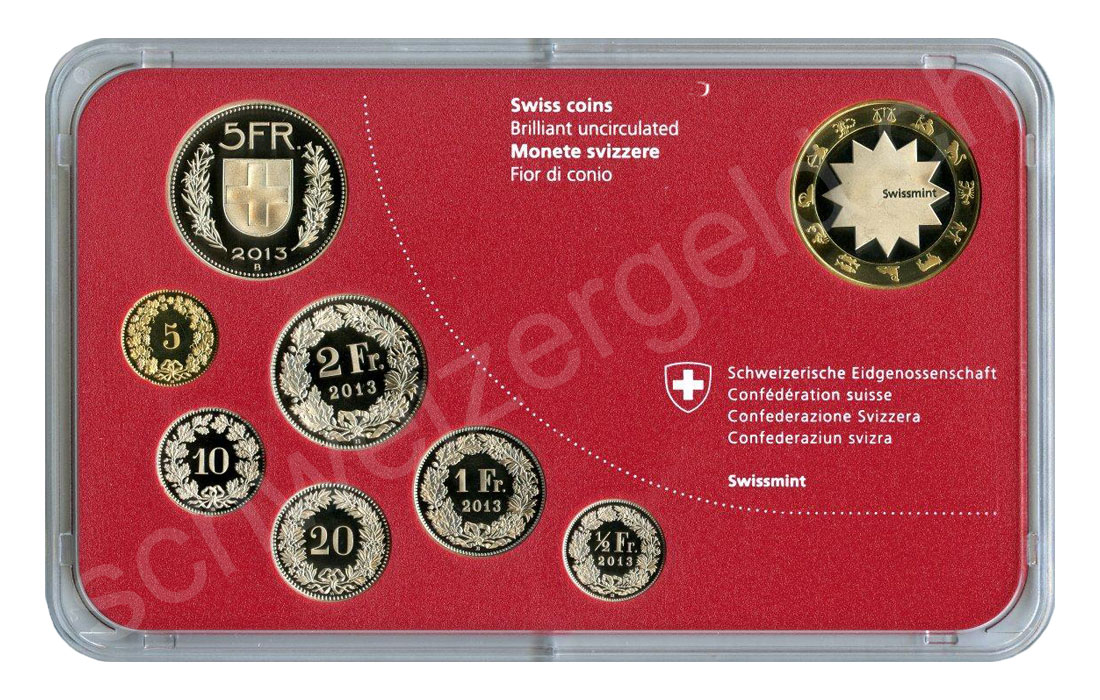 5FR.
2013
B
Swiss coins
Brilliant uncirculated
Monete svizzere
Fior di conio
Swissmint
5
2 Fr.
2013
10
20
1 Fr.
2013
½ Fr.
2013
Schweizerische Eidgenossenschaft
Confédération suisse
Confederazione Svizzera
Confederaziun svizra
Swissmint
schweizergeld.ch